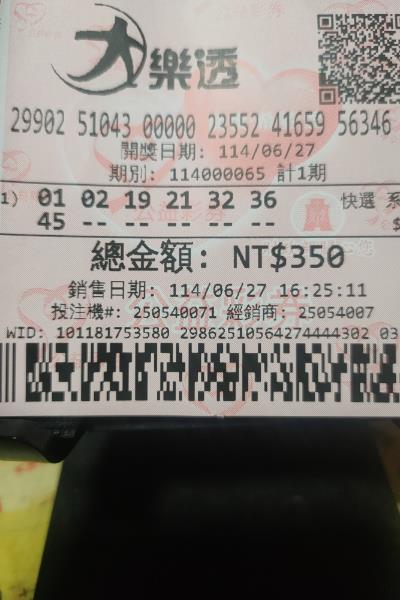 大樂透
29902 51043 00000 23552 41659 56346
開獎日期: 114/06/27
期別: 114000065 計1期
1) 01 02 19 21 32 36 快選 系
45 -- -- -- -- -- $
總金額: NT$350
銷售日期: 114/06/27 16:25:11
投注機#: 250540071 經銷商: 25054007
WID: 101181753580 29862510564274444302 03